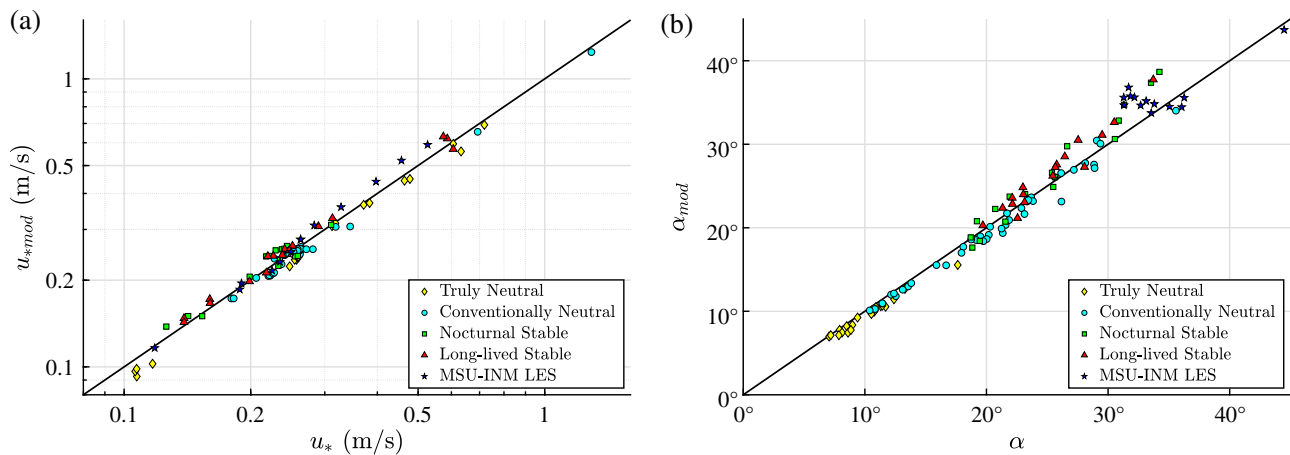 (a)
1
0.5
0.2
0.1
u*mod (m/s)
0.1
0.2
0.5
1
u* (m/s)
Truly Neutral
Conventionally Neutral
Nocturnal Stable
Long-lived Stable
MSU-INM LES
(b)
40°
30°
20°
10°
0°
αmod
0°
10°
20°
30°
40°
α
Truly Neutral
Conventionally Neutral
Nocturnal Stable
Long-lived Stable
MSU-INM LES